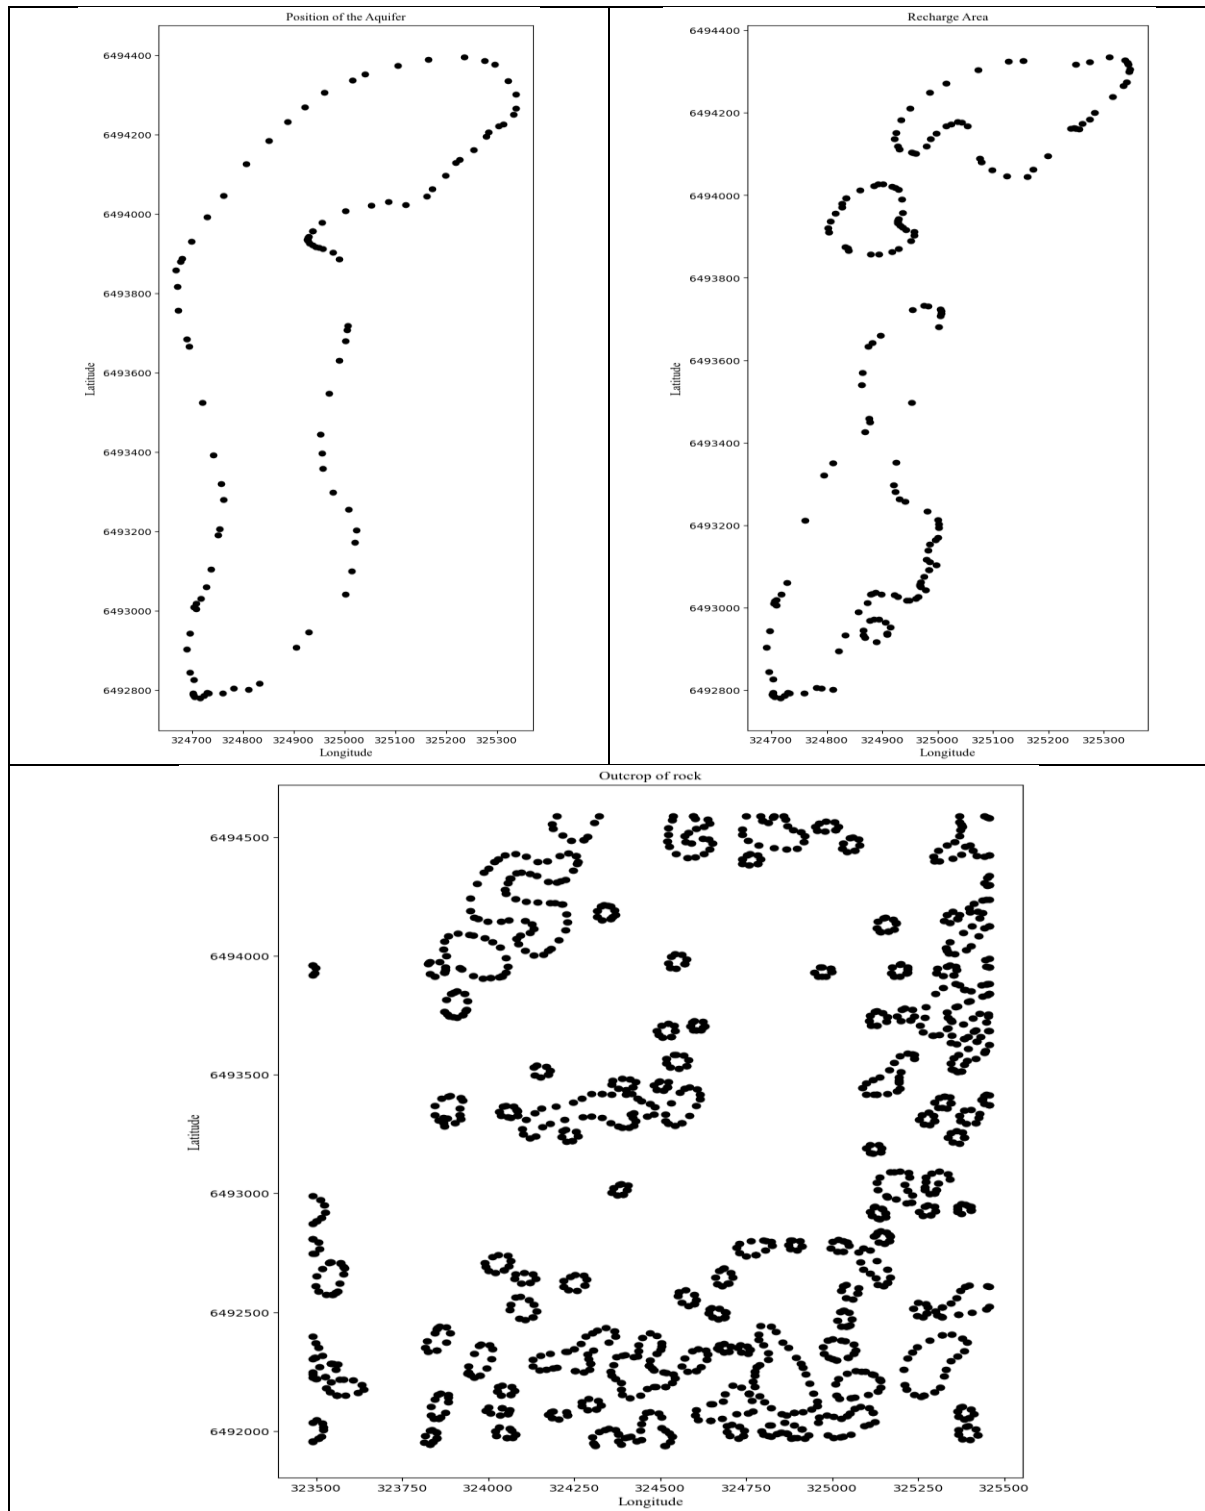 Position of the Aquifer
6494400
6494200
6494000
6493800
6493600
6493400
6493200
6493000
6492800
Latitude
324700 324800 324900 325000 325100 325200 325300
Longitude
Recharge Area
6494400
6494200
6494000
6493800
6493600
6493400
6493200
6493000
6492800
Latitude
324700 324800 324900 325000 325100 325200 325300
Longitude
Outcrop of rock
6494500
6494000
6493500
6493000
6492500
6492000
Latitude
323500 323750 324000 324250 324500 324750 325000 325250 325500
Longitude